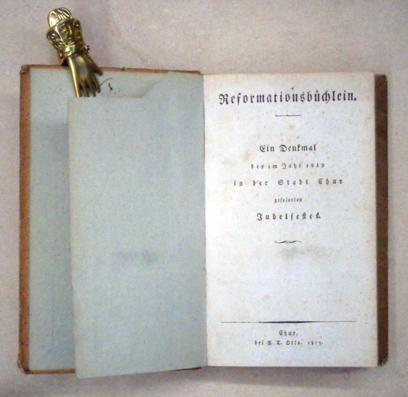 Reformationsbüchlein.
Ein Denkmal
des im Jahr 1819
in der Stadt Chur
gefeierten
Jubelfestes.
Chur,
bei A. T. Otto, 1819.